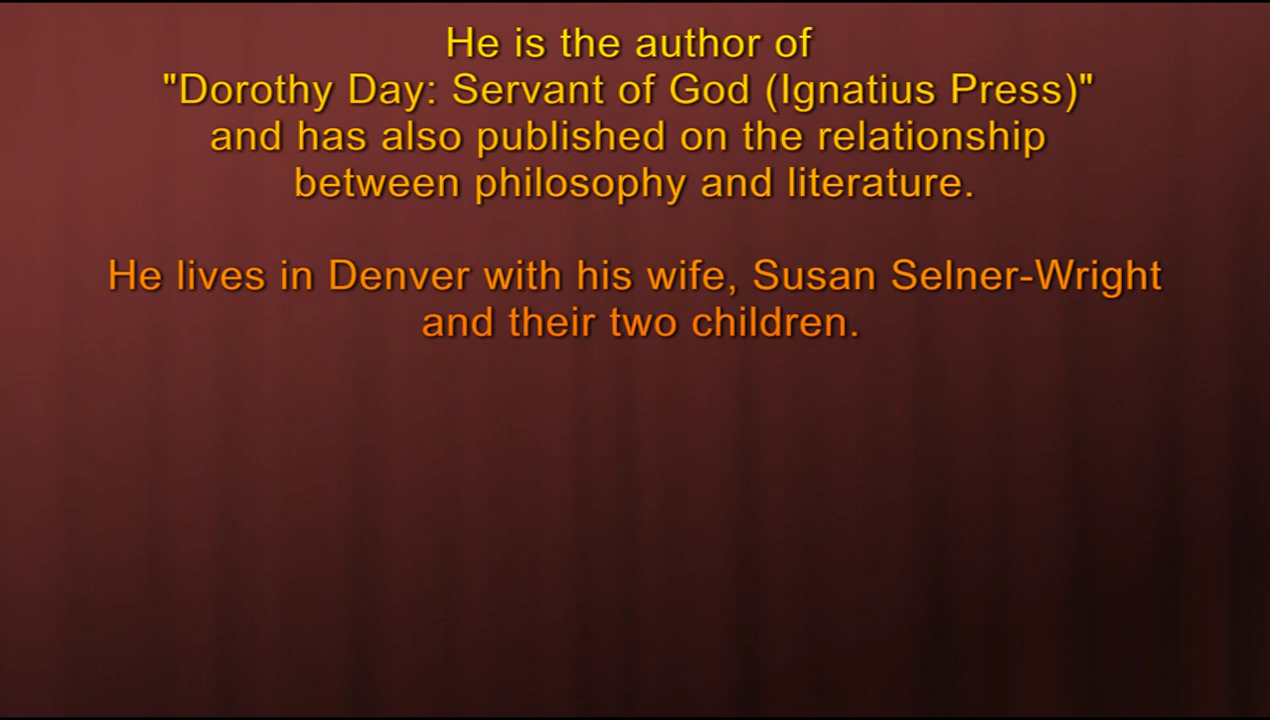 He is the author of
"Dorothy Day: Servant of God (Ignatius Press)"
and has also published on the relationship
between philosophy and literature.
He lives in Denver with his wife, Susan Selner-Wright
and their two children.